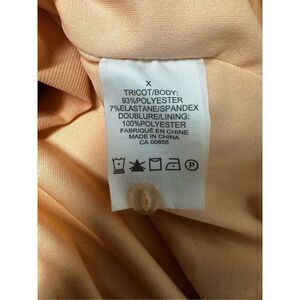 X
TRICOT/BODY:
93%POLYESTER
7%ELASTANE/SPANDEX
DOUBLURE/LINING:
100%POLYESTER
FABRIQUÉ EN CHINE
MADE IN CHINA
CA 00655